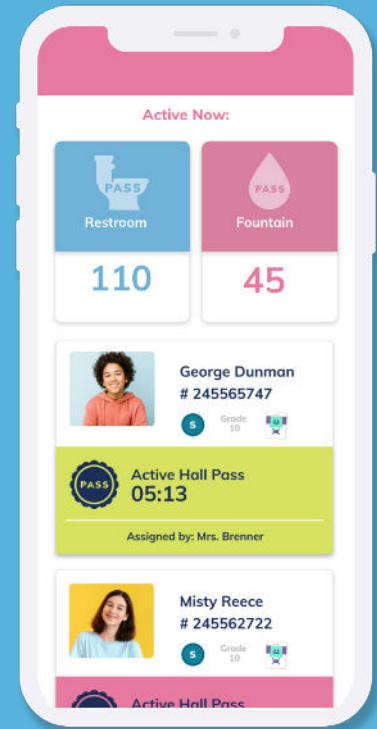 Active Now:
PASS
Restroom
110
PASS
Fountain
45
George Dunman
# 245565747
S
Grade
10
PASS
Active Hall Pass
05:13
Assigned by: Mrs. Brenner
Misty Reece
# 245562722
S
Grade
10
Active Hall Pass